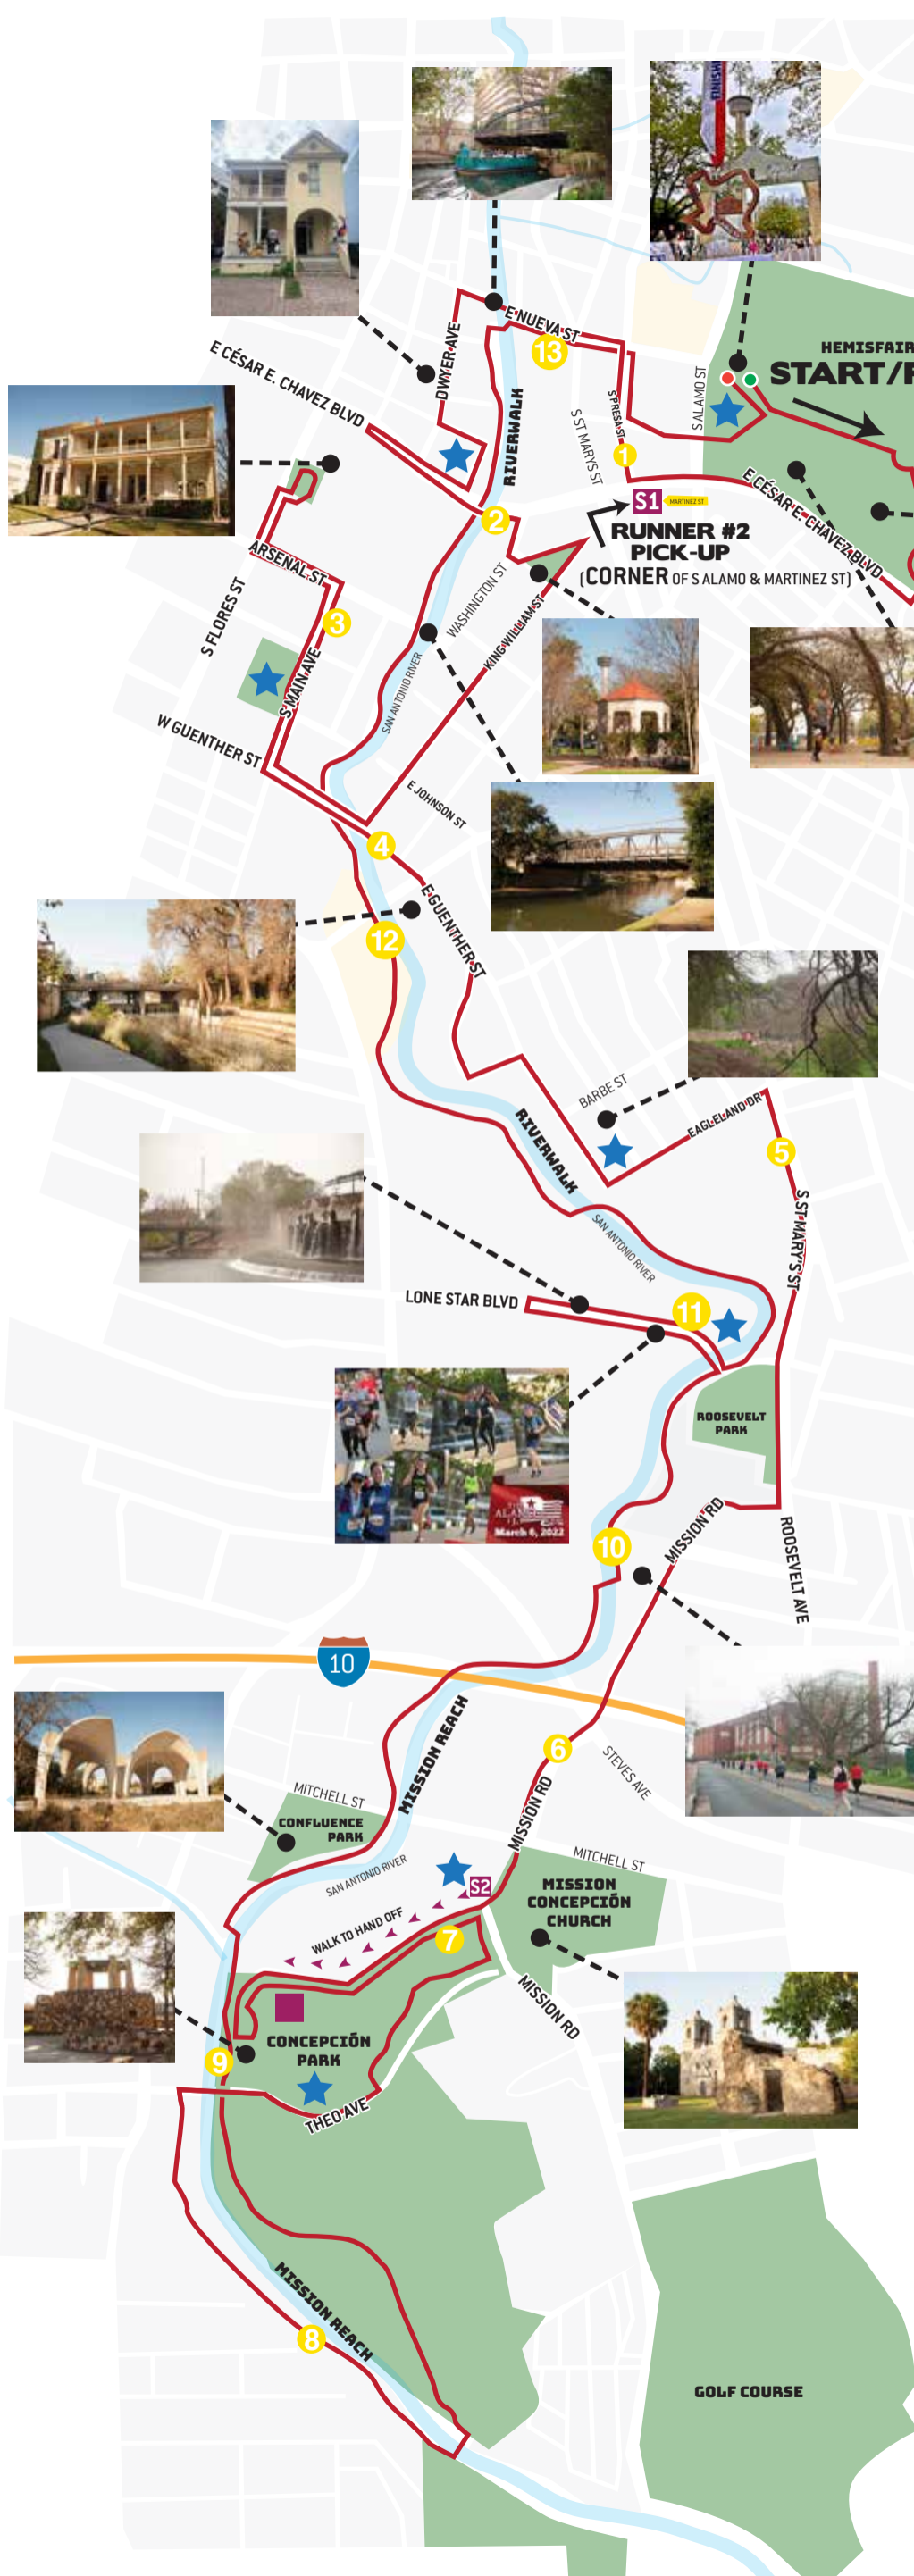 FINISH
E NUEVA ST
13
DWYER AVE
E CÉSAR E. CHAVEZ BLVD
RIVERWALK
S PRESA ST
S ST MARYS ST
S ALAMO ST
HEMISFAIR
START/F
1
E CÉSAR E. CHAVEZ BLVD
S1
MARTINEZ ST
RUNNER #2
PICK-UP
(CORNER OF S ALAMO & MARTINEZ ST)
2
ARSENAL ST
S FLORES ST
3
S MAIN AVE
WASHINGTON ST
KING WILLIAM ST
SAN ANTONIO RIVER
W GUENTHER ST
E JOHNSON ST
4
E GUENTHER ST
12
BARBE ST
EAGLELAND DR
5
RIVERWALK
S ST MARY'S ST
SAN ANTONIO RIVER
LONE STAR BLVD
11
ROOSEVELT
PARK
March 6, 2022
10
MISSION RD
ROOSEVELT AVE
10
MISSION REACH
6
STEVES AVE
MISSION RD
MITCHELL ST
CONFLUENCE
PARK
MITCHELL ST
SAN ANTONIO RIVER
S2
MISSION
CONCEPCIÓN
CHURCH
WALK TO HAND OFF
7
MISSION RD
CONCEPCIÓN
PARK
9
THEO AVE
MISSION REACH
8
GOLF COURSE